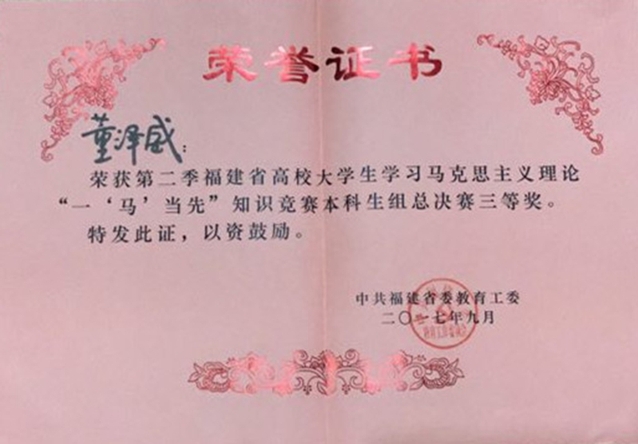 荣誉证书
董泽威：
荣获第二季福建省高校大学生学习马克思主义理论
“一‘马’当先”知识竞赛本科生组总决赛三等奖。
特发此证，以资鼓励。
中共福建省委教育工委
二〇一七年九月